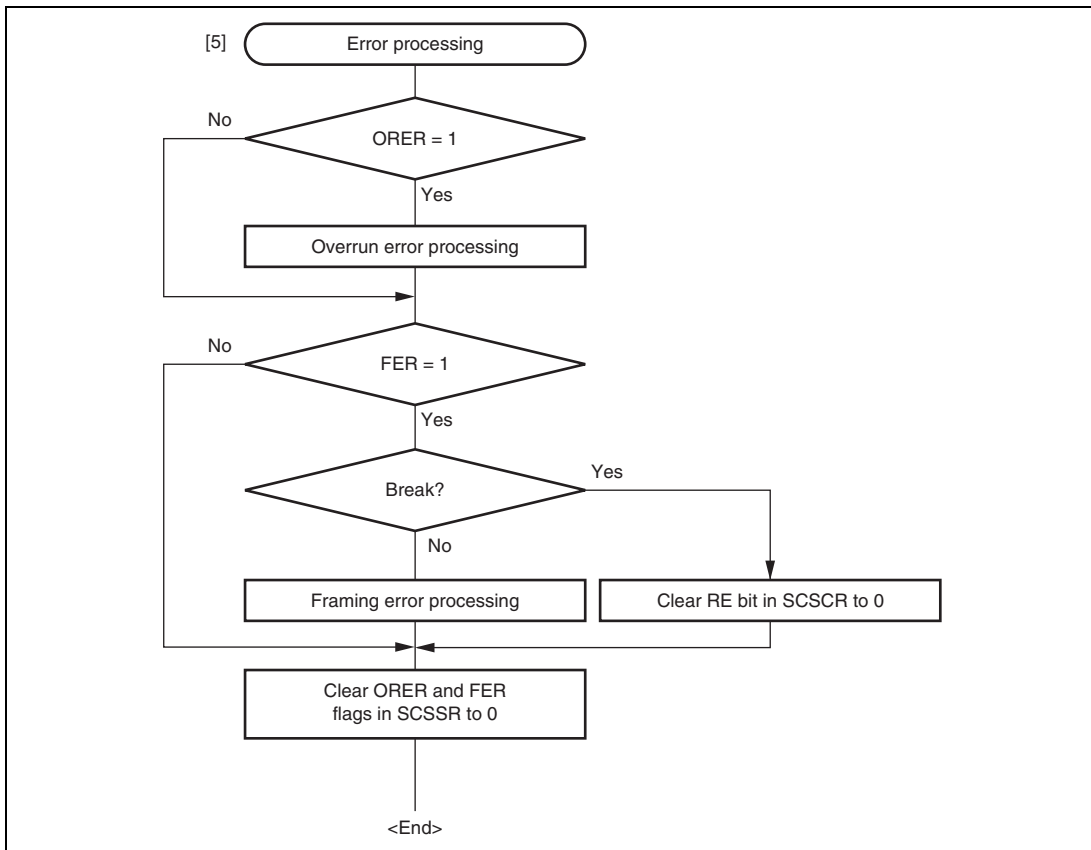 [5]
Error processing
No
ORER = 1
Yes
Overrun error processing
No
FER = 1
Yes
Break?
Yes
No
Framing error processing
Clear RE bit in SCSCR to 0
Clear ORER and FER
flags in SCSSR to 0
<End>